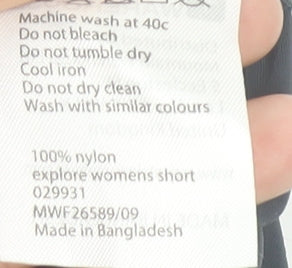 Machine wash at 40c
Do not bleach
Do not tumble dry
Cool iron
Do not dry clean
Wash with similar colours
100% nylon
explore womens short
029931
MWF26589/09
Made in Bangladesh